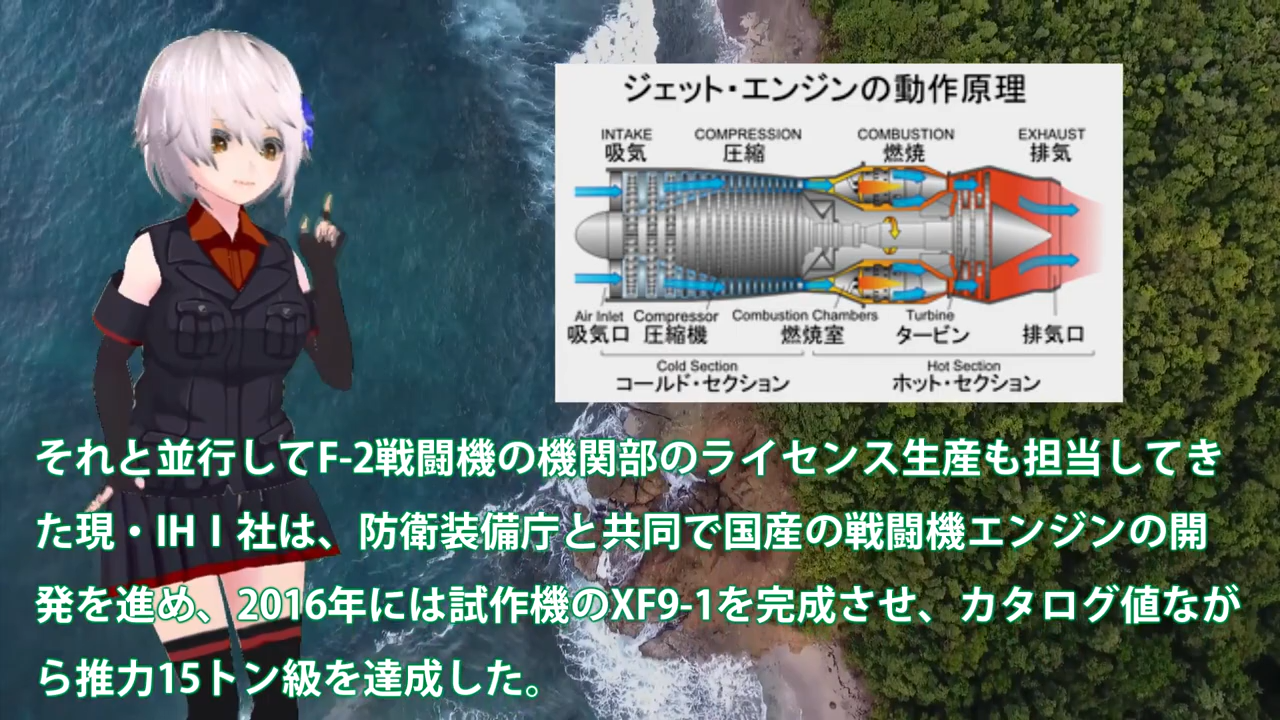 ジェット・エンジンの動作原理
INTAKE COMPRESSION COMBUSTION EXHAUST
吸気 圧縮 燃焼 排気
Air Inlet Compressor Combustion Chambers Turbine
吸気口 圧縮機 燃焼室 タービン 排気口
Cold Section Hot Section
コールド・セクション ホット・セクション
それと並行してF-2戦闘機の機関部のライセンス生産も担当してき
た現・IHⅠ社は、防衛装備庁と共同で国産の戦闘機エンジンの開
発を進め、2016年には試作機のXF9-1を完成させ、カタログ値なが
ら推力15トン級を達成した。